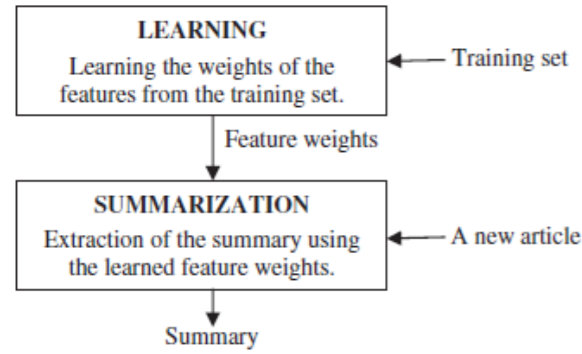 LEARNING
Learning the weights of the
features from the training set.
Training set
Feature weights
SUMMARIZATION
Extraction of the summary using
the learned feature weights.
A new article
Summary